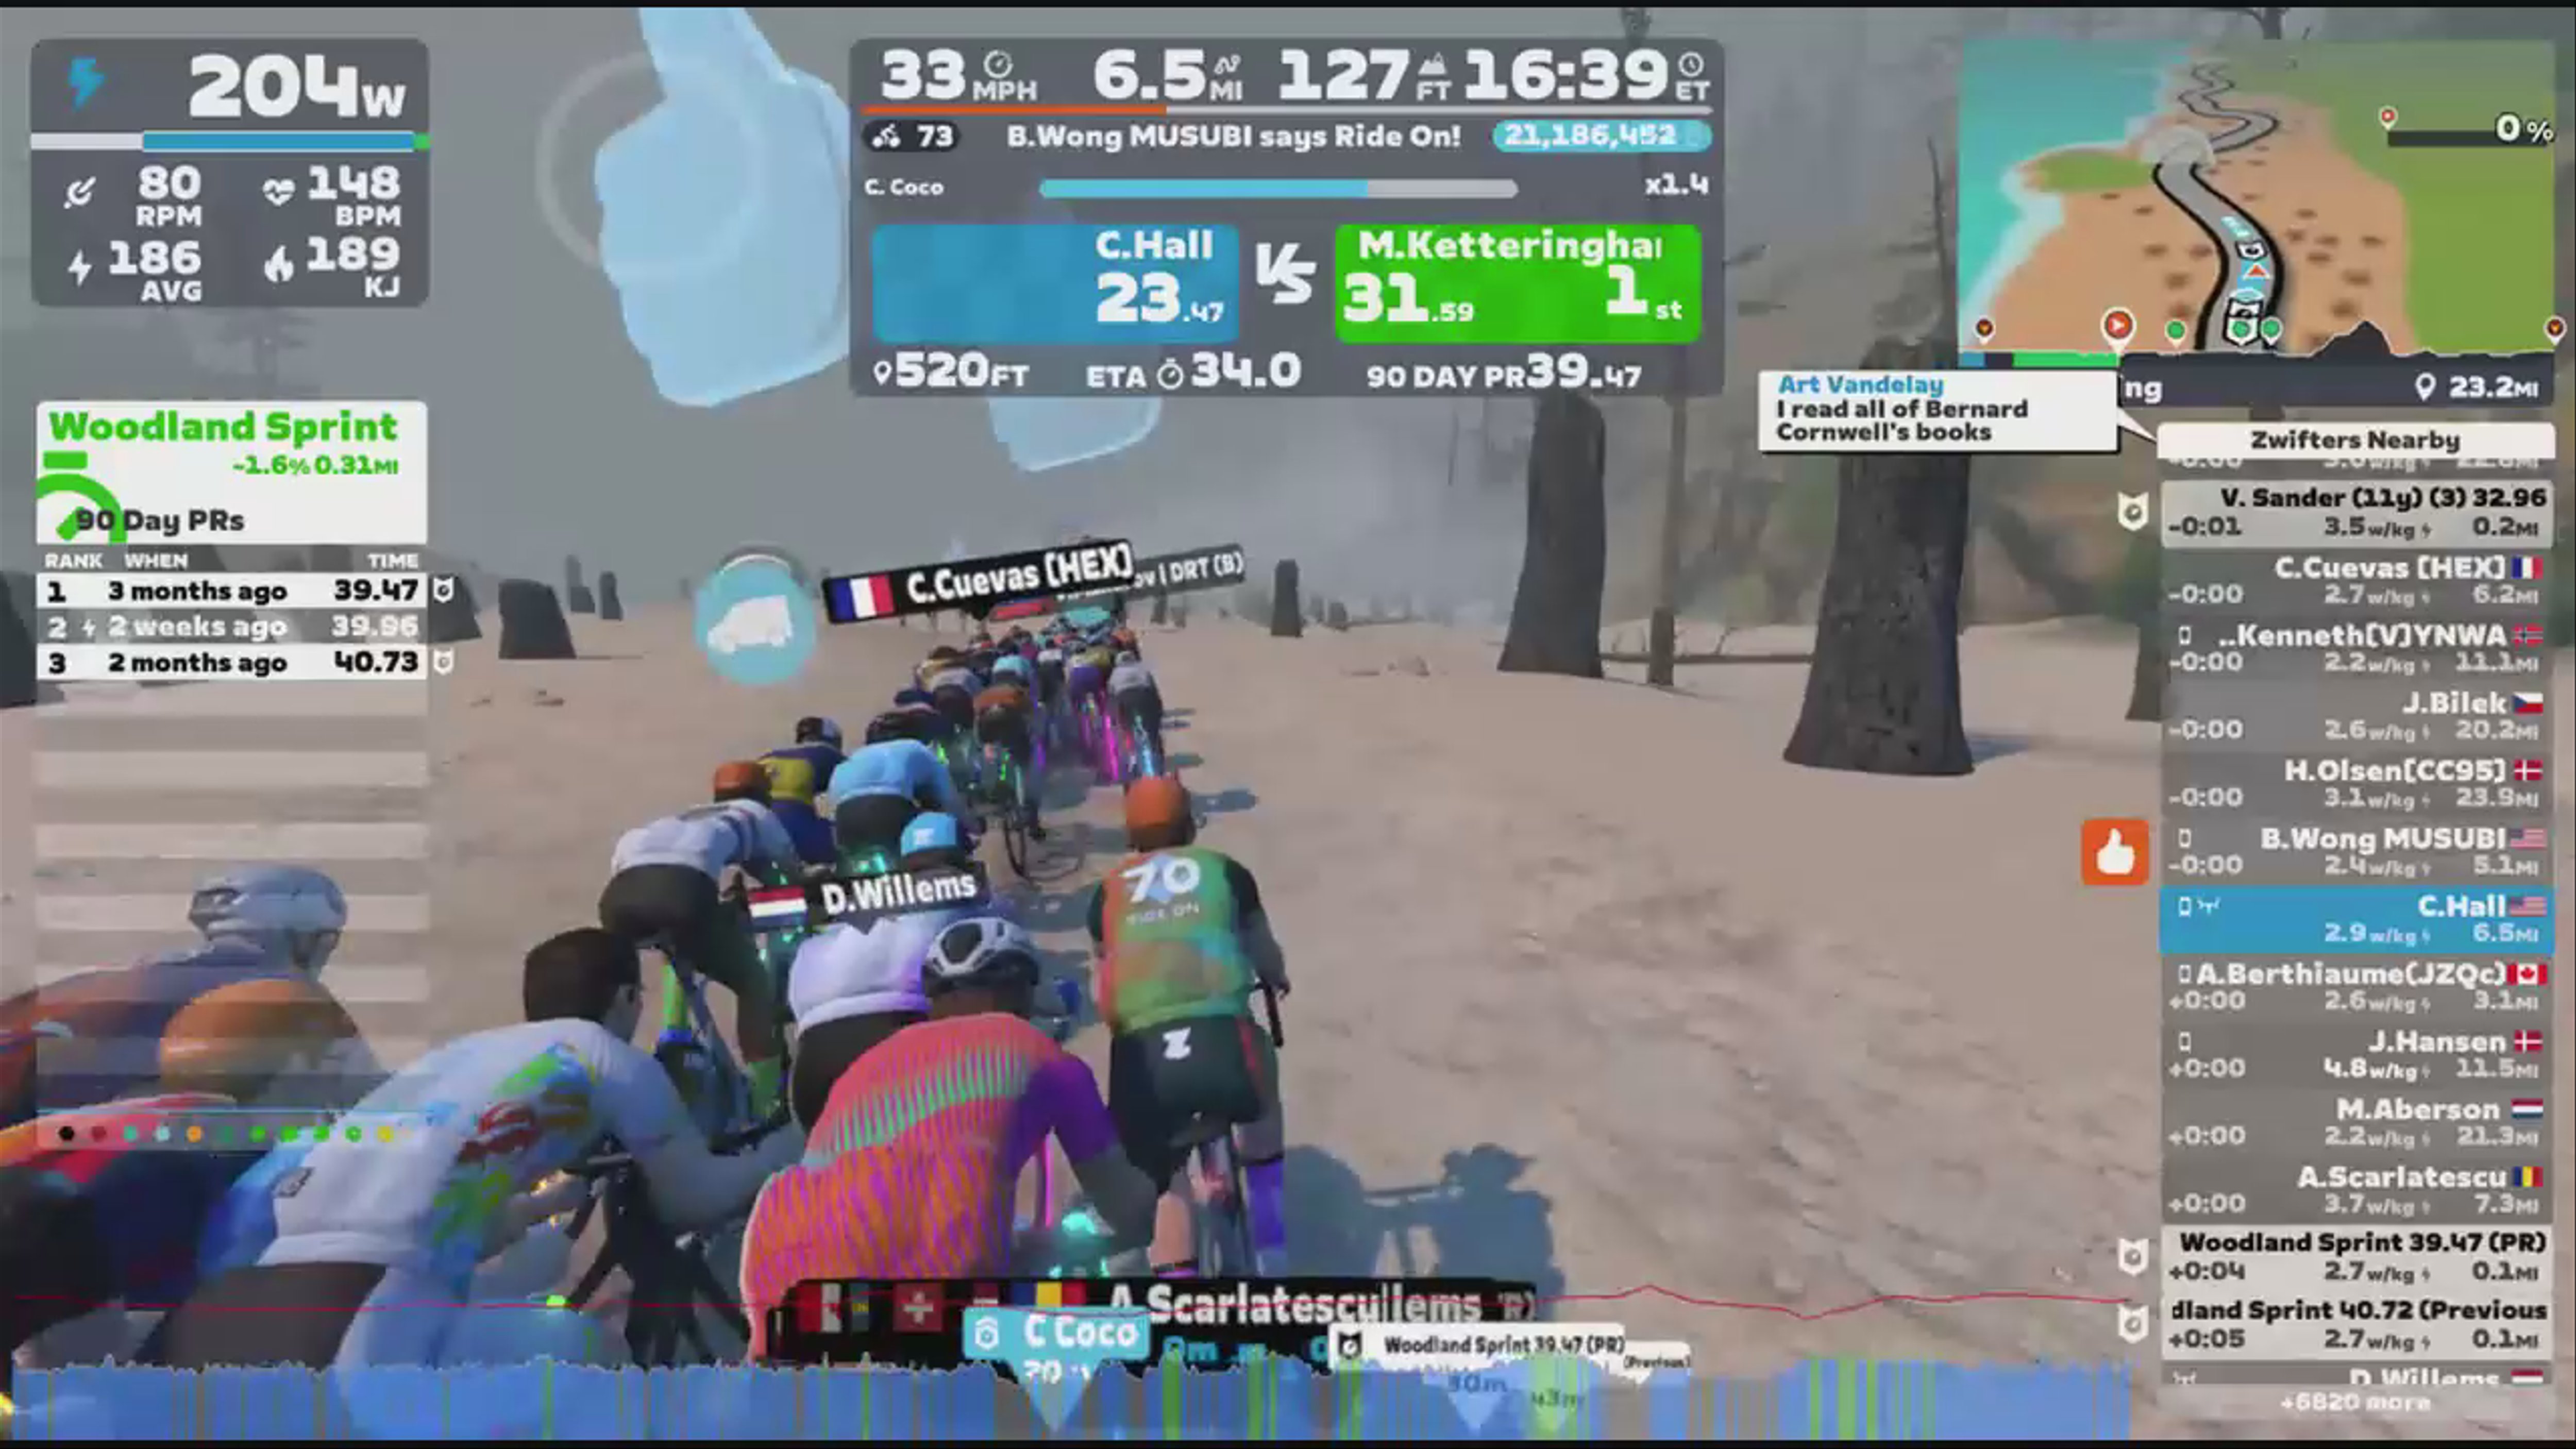 204w
80 RPM
148 BPM
186 AVG
189 KJ
33 MPH 6.5 MI 127 FT 16:39 ET
73 B.Wong MUSUBI says Ride On! 21,186,452
C. Coco x1.4
C.Hall
23.47
VS
M.Ketteringha
31.59 1st
520FT ETA 34.0 90 DAY PR39.47
0%
ng 23.2MI
Art Vandelay
I read all of Bernard
Cornwell's books
Woodland Sprint
-1.6% 0.31MI
90 Day PRs
RANK WHEN TIME
1 3 months ago 39.47
2 2 weeks ago 39.96
3 2 months ago 40.73
C.Cuevas [HEX]
DRT (B)
D.Willems
70
RIDE ON
Z
Zwifters Nearby
V. Sander (11y) (3) 32.96
-0:01 3.5w/kg 0.2MI
C.Cuevas [HEX]
-0:00 2.7w/kg 6.2MI
..Kenneth[V]YNWA
-0:00 2.2w/kg 11.1MI
J.Bilek
-0:00 2.6w/kg 20.2MI
H.Olsen[CC95]
-0:00 3.1w/kg 23.9MI
B.Wong MUSUBI
-0:00 2.4w/kg 5.1MI
C.Hall
2.9w/kg 6.5MI
A.Berthiaume(JZQc)
+0:00 2.6w/kg 3.1MI
J.Hansen
+0:00 4.8w/kg 11.5MI
M.Aberson
+0:00 2.2w/kg 21.3MI
A.Scarlatescu
+0:00 3.7w/kg 7.3MI
Woodland Sprint 39.47 (PR)
+0:04 2.7w/kg 0.1MI
dland Sprint 40.72 (Previous
+0:05 2.7w/kg 0.1MI
D.Willems
+6820 more
A.Scarlatescu
C Coco
Woodland Sprint 39.47 (PR)
(Previous)
30m
43m